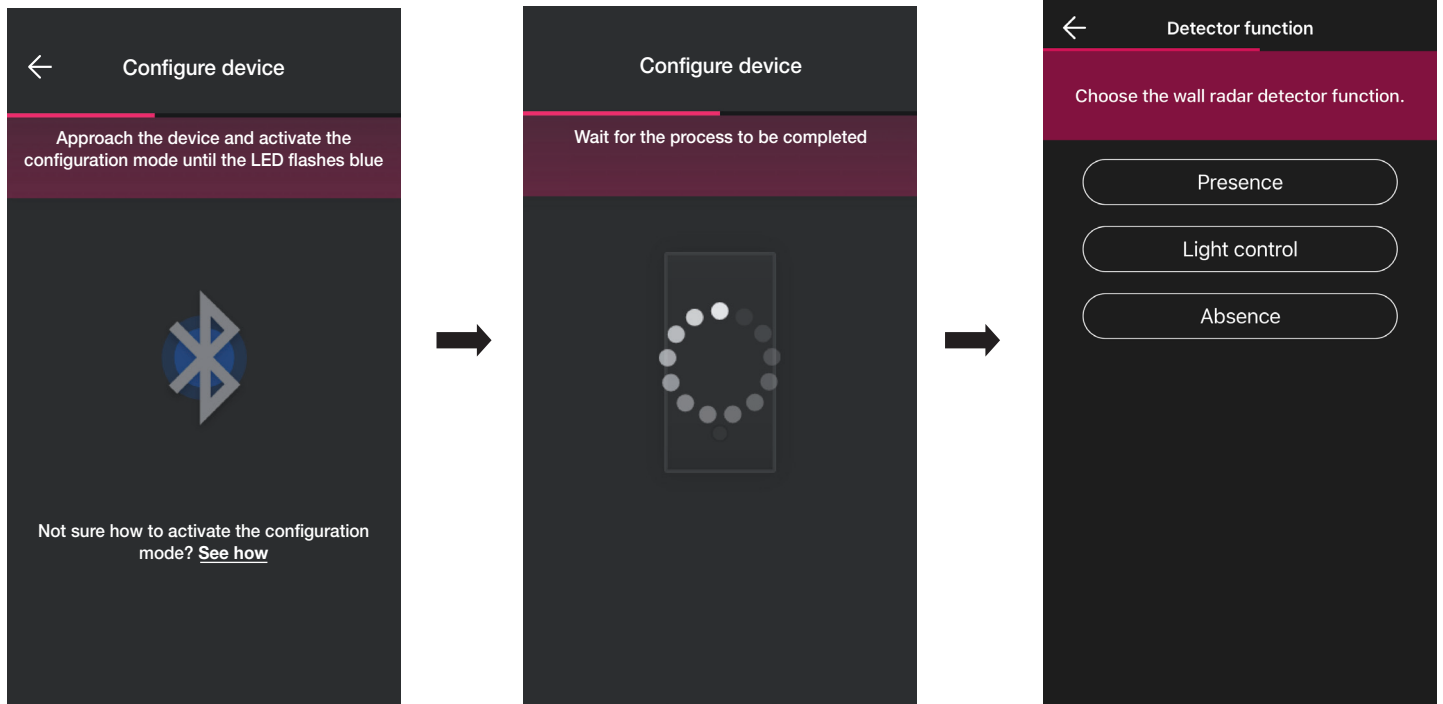 Configure device
Approach the device and activate the
configuration mode until the LED flashes blue
Not sure how to activate the configuration
mode? See how
Configure device
Wait for the process to be completed
Detector function
Choose the wall radar detector function.
Presence
Light control
Absence